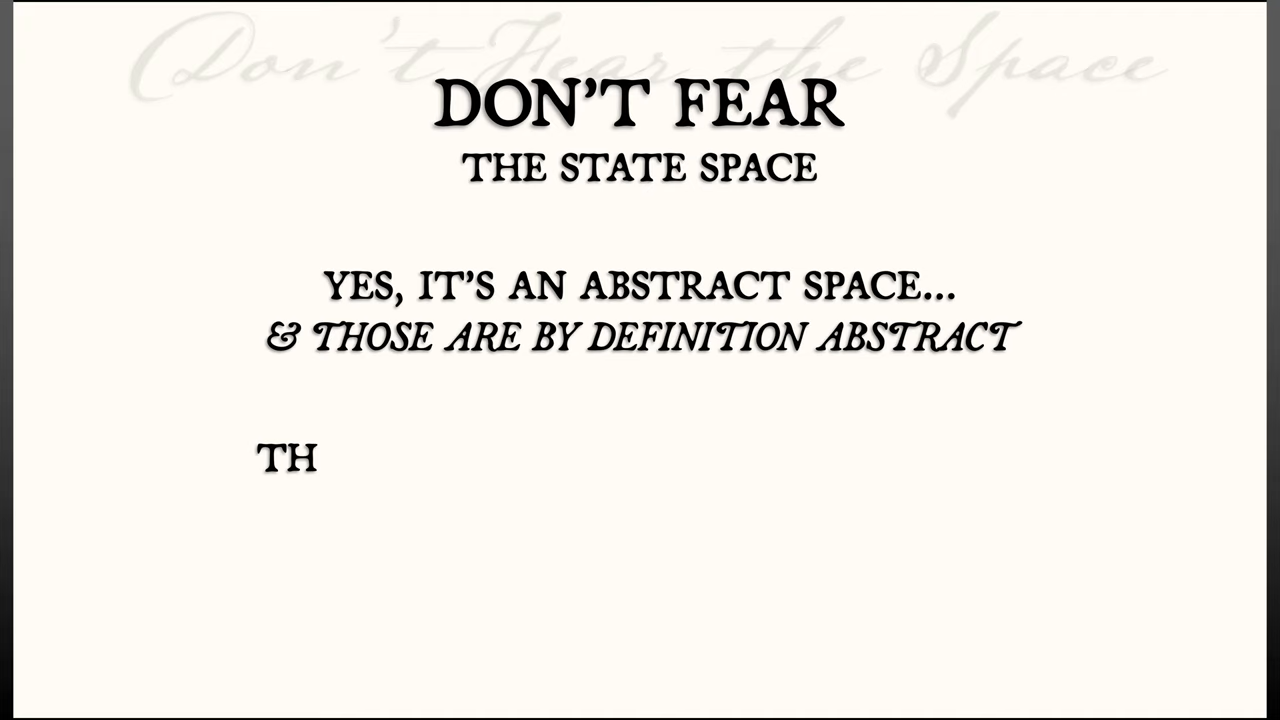 Don't Fear the Space
DON'T FEAR
THE STATE SPACE
YES, IT'S AN ABSTRACT SPACE...
& THOSE ARE BY DEFINITION ABSTRACT
TH